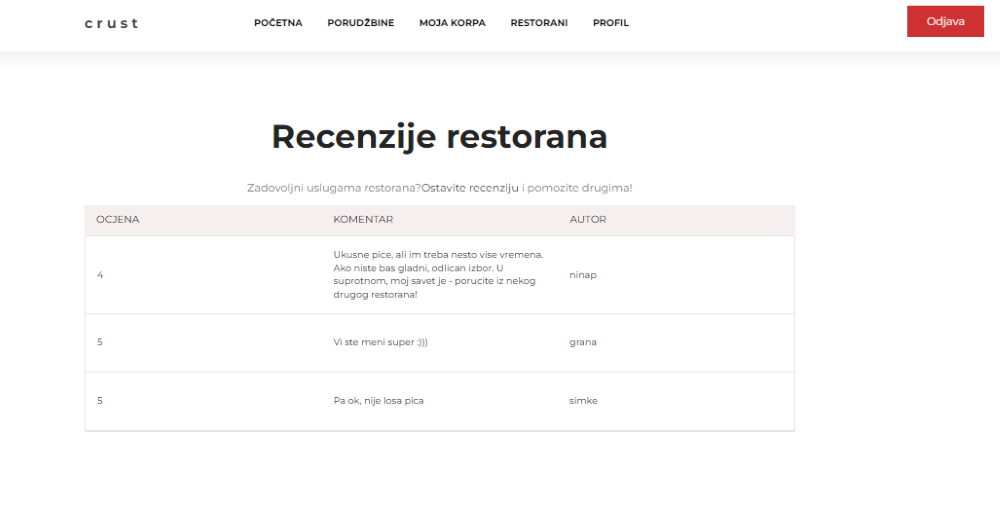 crust
POČETNA
PORUDŽBINE
MOJA KORPA
RESTORANI
PROFIL
Odjava
Recenzije restorana
Zadovoljni uslugama restorana?Ostavite recenziju i pomozite drugima!
OCJENA
KOMENTAR
AUTOR
4
Ukusne pice, ali im treba nesto vise vremena.
Ako niste bas gladni, odlican izbor. U
suprotnom, moj savet je - porucite iz nekog
drugog restorana!
ninap
5
Vi ste meni super :)))
grana
5
Pa ok, nije losa pica
simke